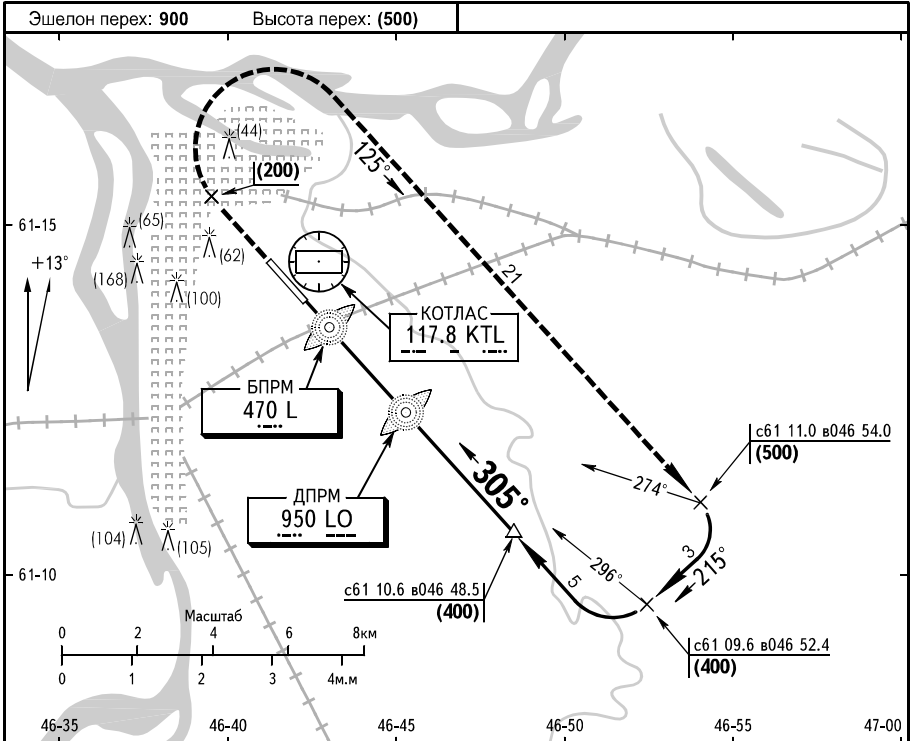 Эшелон перех: 900 Высота перех: (500)
(44)
125°
(200)
61-15
(65)
(62)
+13°
(168)
(100)
21
КОТЛАС
117.8 KTL
БПРМ
470 L
с61 11.0 в046 54.0
(500)
305°
274°
ДПРМ
950 LO
(104)
(105)
3
215°
61-10
296°
5
с61 10.6 в046 48.5
(400)
Масштаб
0 2 4 6 8км
с61 09.6 в046 52.4
(400)
0 1 2 3 4м.м
46-35 46-40 46-45 46-50 46-55 47-00